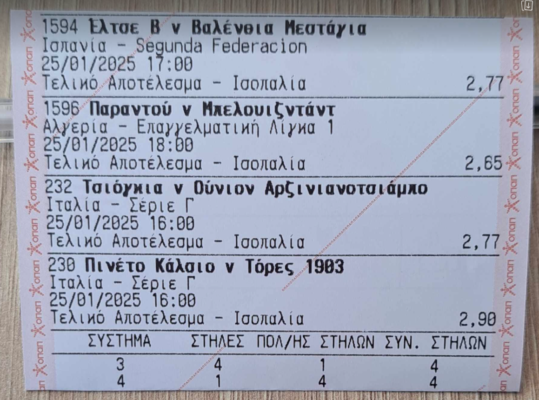 1594 Έλτσε Β v Βαλένθια Μεστάγια
Ισπανία - Segunda Federacion
25/01/2025 17:00
Τελικό Αποτέλεσμα - Ισοπαλία 2,77
1596 Παραντού v Μπελουιζντάντ
Αλγερία - Επαγγελματική Λίγκα 1
25/01/2025 18:00
Τελικό Αποτέλεσμα - Ισοπαλία 2,65
232 Τσιόγκια v Ούνιον Αρζινιανοτσιάμπο
Ιταλία - Σέριε Γ
25/01/2025 16:00
Τελικό Αποτέλεσμα - Ισοπαλία 2,77
230 Πινέτο Κάλσιο v Τόρες 1903
Ιταλία - Σέριε Γ
25/01/2025 16:00
Τελικό Αποτέλεσμα - Ισοπαλία 2,90
ΣΥΣΤΗΜΑ ΣΤΗΛΕΣ ΠΟΛ/ΗΣ ΣΤΗΛΩΝ ΣΥΝ. ΣΤΗΛΩΝ
3 4 1 4
4 1 4 4